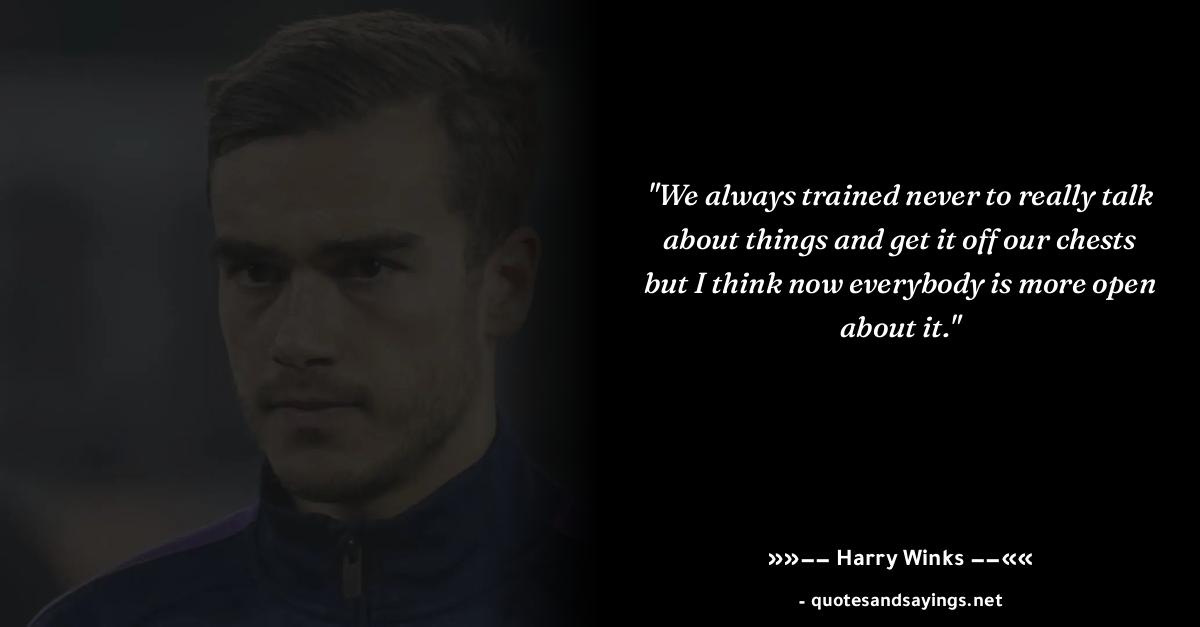 "We always trained never to really talk
about things and get it off our chests
but I think now everybody is more open
about it."
»»−− Harry Winks −−««
- quotesandsayings.net